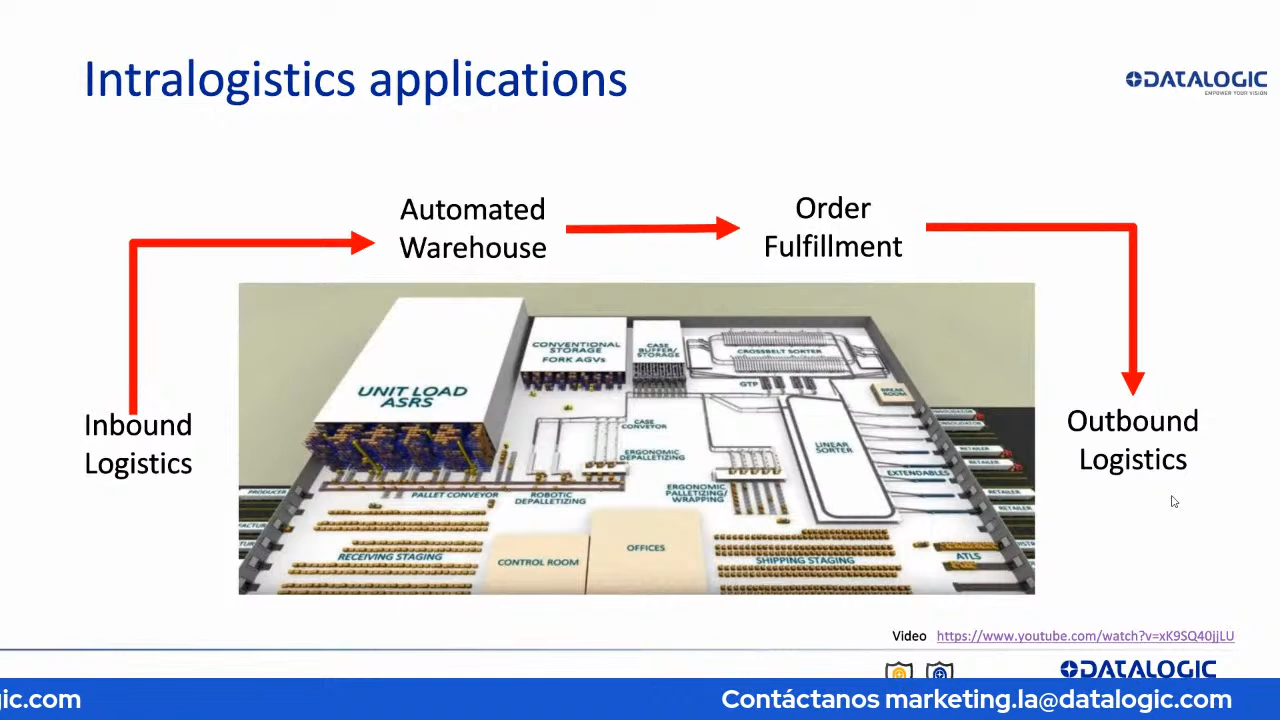 Intralogistics applications
DATALOGIC
EMPOWER YOUR VISION
Automated
Warehouse
Order
Fulfillment
Inbound
Logistics
Outbound
Logistics
UNIT LOAD
ASRS
CONVENTIONAL
STORAGE
FORK AGVs
CASE
BUFFER/
STORAGE
CROSSBELT SORTER
GTP
BREAK
ROOM
CASE
CONVEYOR
ERGONOMIC
DEPALLETIZING
LINEAR
SORTER
RETAILER
RETAILER
EXTENDABLES
RETAILER
RETAILER
ERGONOMIC
PALLETIZING/
WRAPPING
PALLET CONVEYOR
ROBOTIC
DEPALLETIZING
PRODUCER
RECEIVING STAGING
CONTROL ROOM
OFFICES
SHIPPING STAGING
ATLS
Video https://www.youtube.com/watch?v=xK9SQ40jjLU
DATALOGIC
gic.com
Contáctanos marketing.la@datalogic.com